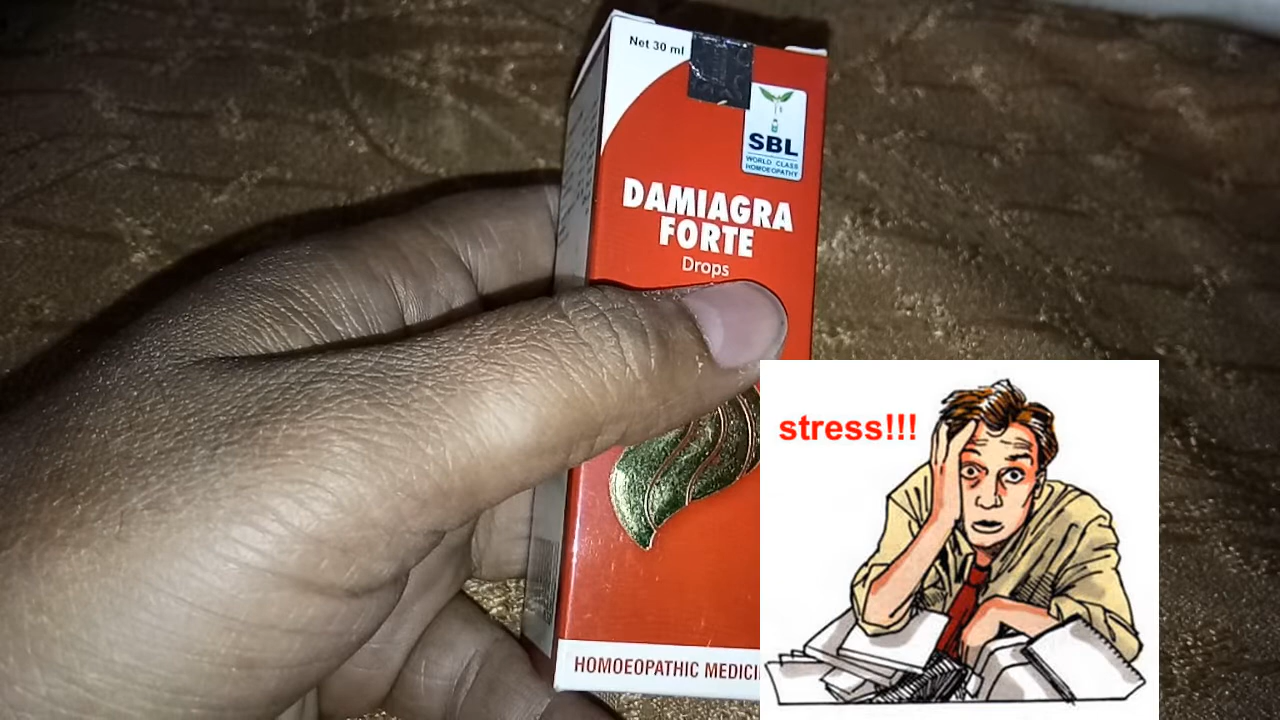 Net 30 ml
SBL
WORLD CLASS
HOMOEOPATHY
DAMIAGRA
FORTE
Drops
stress!!!
HOMOEOPATHIC MEDICI